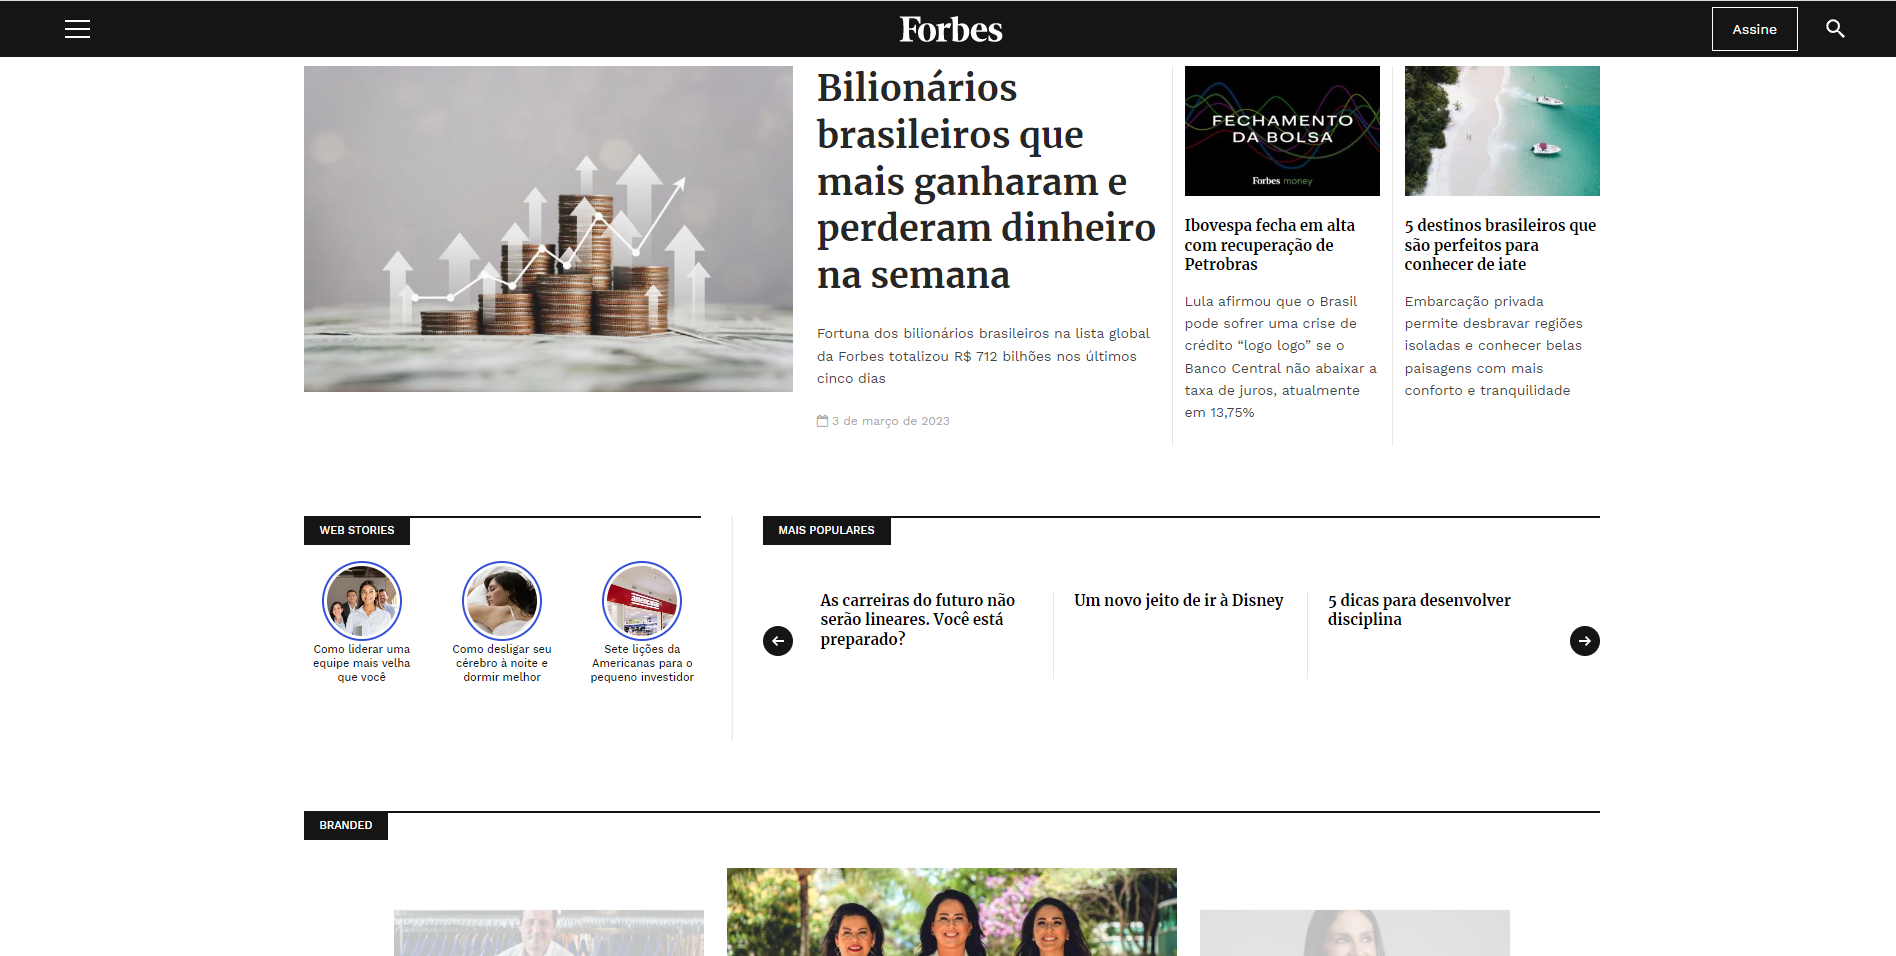 Forbes
Assine
Bilionários
brasileiros que
mais ganharam e
perderam dinheiro
na semana
Fortuna dos bilionários brasileiros na lista global
da Forbes totalizou R$ 712 bilhões nos últimos
cinco dias
3 de março de 2023
FECHAMENTO
DA BOLSA
Forbes money
Ibovespa fecha em alta
com recuperação de
Petrobras
Lula afirmou que o Brasil
pode sofrer uma crise de
crédito “logo logo” se o
Banco Central não abaixar a
taxa de juros, atualmente
em 13,75%
5 destinos brasileiros que
são perfeitos para
conhecer de iate
Embarcação privada
permite desbravar regiões
isoladas e conhecer belas
paisagens com mais
conforto e tranquilidade
WEB STORIES
Como liderar uma
equipe mais velha
que você
Como desligar seu
cérebro à noite e
dormir melhor
americanas
Sete lições da
Americanas para o
pequeno investidor
MAIS POPULARES
As carreiras do futuro não
serão lineares. Você está
preparado?
Um novo jeito de ir à Disney
5 dicas para desenvolver
disciplina
BRANDED